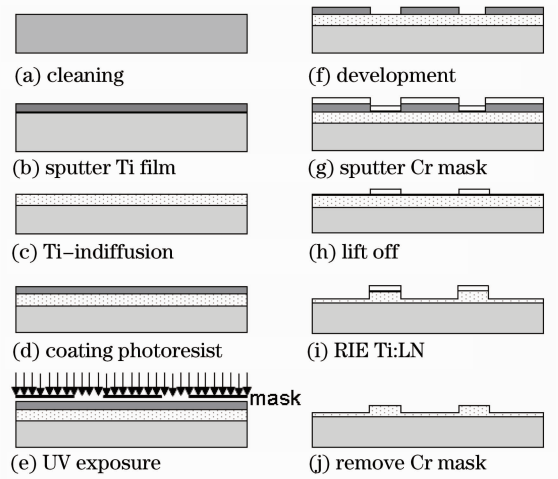 (a) cleaning
(b) sputter Ti film
(c) Ti-indiffusion
(d) coating photoresist
mask
(e) UV exposure
(f) development
(g) sputter Cr mask
(h) lift off
(i) RIE Ti:LN
(j) remove Cr mask